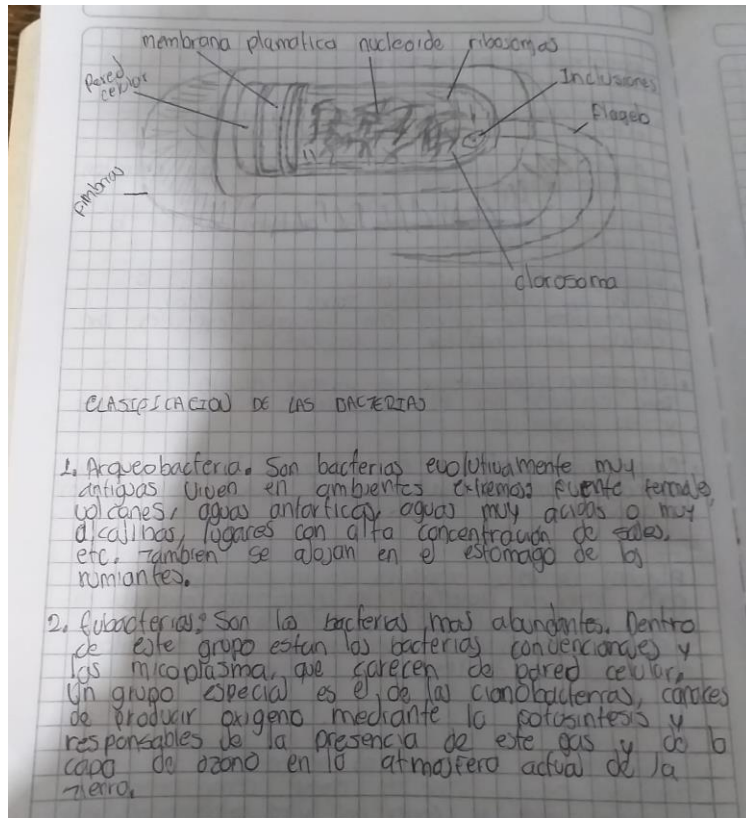 membrana plamatica nucleoide ribosomas
Pared
celular
Inclusiones
flagelo
fimbrias
clorosoma
CLASIFICACION DE LAS BACTERIAS
1. Arqueobacteria. Son bacterias evolutivamente muy
antiguas viven en ambientes extremos: fuente termale,
volcanes, aguas antarticas, aguas muy acidas o muy
alcalinas, lugares con alta concentración de sales,
etc. Tambien se alojan en el estomago de los
rumiantes.
2. Eubacterias: Son las bacterias mas abundantes. Dentro
de este grupo estan las bacterias convencionales y
las micoplasma, que carecen de pared celular,
Un grupo especial es el de las cianobacterias, capaces
de producir oxigeno mediante la fotosintesis y
responsables de la presencia de este gas y de la
capa de ozono en la atmosfera actual de la
tierra.